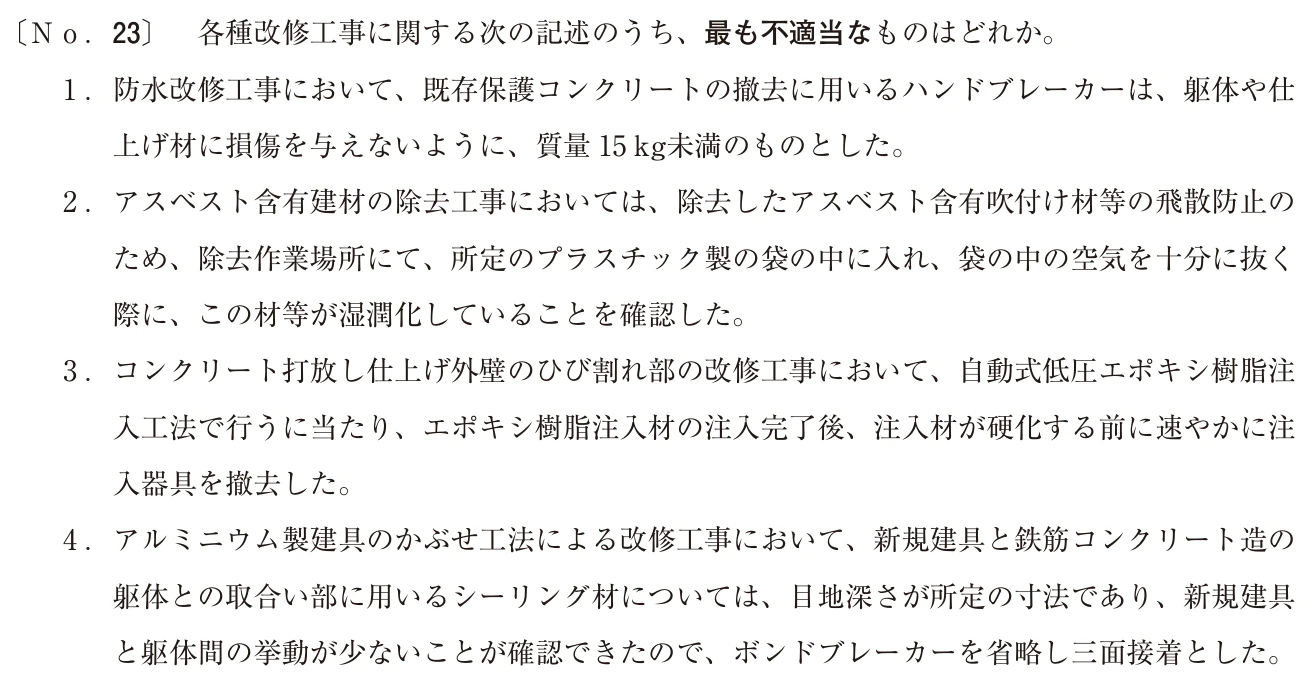 〔No．23〕　各種改修工事に関する次の記述のうち、最も不適当なものはどれか。
1．防水改修工事において、既存保護コンクリートの撤去に用いるハンドブレーカーは、躯体や仕
上げ材に損傷を与えないように、質量 15 kg未満のものとした。
2．アスベスト含有建材の除去工事においては、除去したアスベスト含有吹付け材等の飛散防止の
ため、除去作業場所にて、所定のプラスチック製の袋の中に入れ、袋の中の空気を十分に抜く
際に、この材等が湿潤化していることを確認した。
3．コンクリート打放し仕上げ外壁のひび割れ部の改修工事において、自動式低圧エポキシ樹脂注
入工法で行うに当たり、エポキシ樹脂注入材の注入完了後、注入材が硬化する前に速やかに注
入器具を撤去した。
4．アルミニウム製建具のかぶせ工法による改修工事において、新規建具と鉄筋コンクリート造の
躯体との取合い部に用いるシーリング材については、目地深さが所定の寸法であり、新規建具
と躯体間の挙動が少ないことが確認できたので、ボンドブレーカーを省略し三面接着とした。